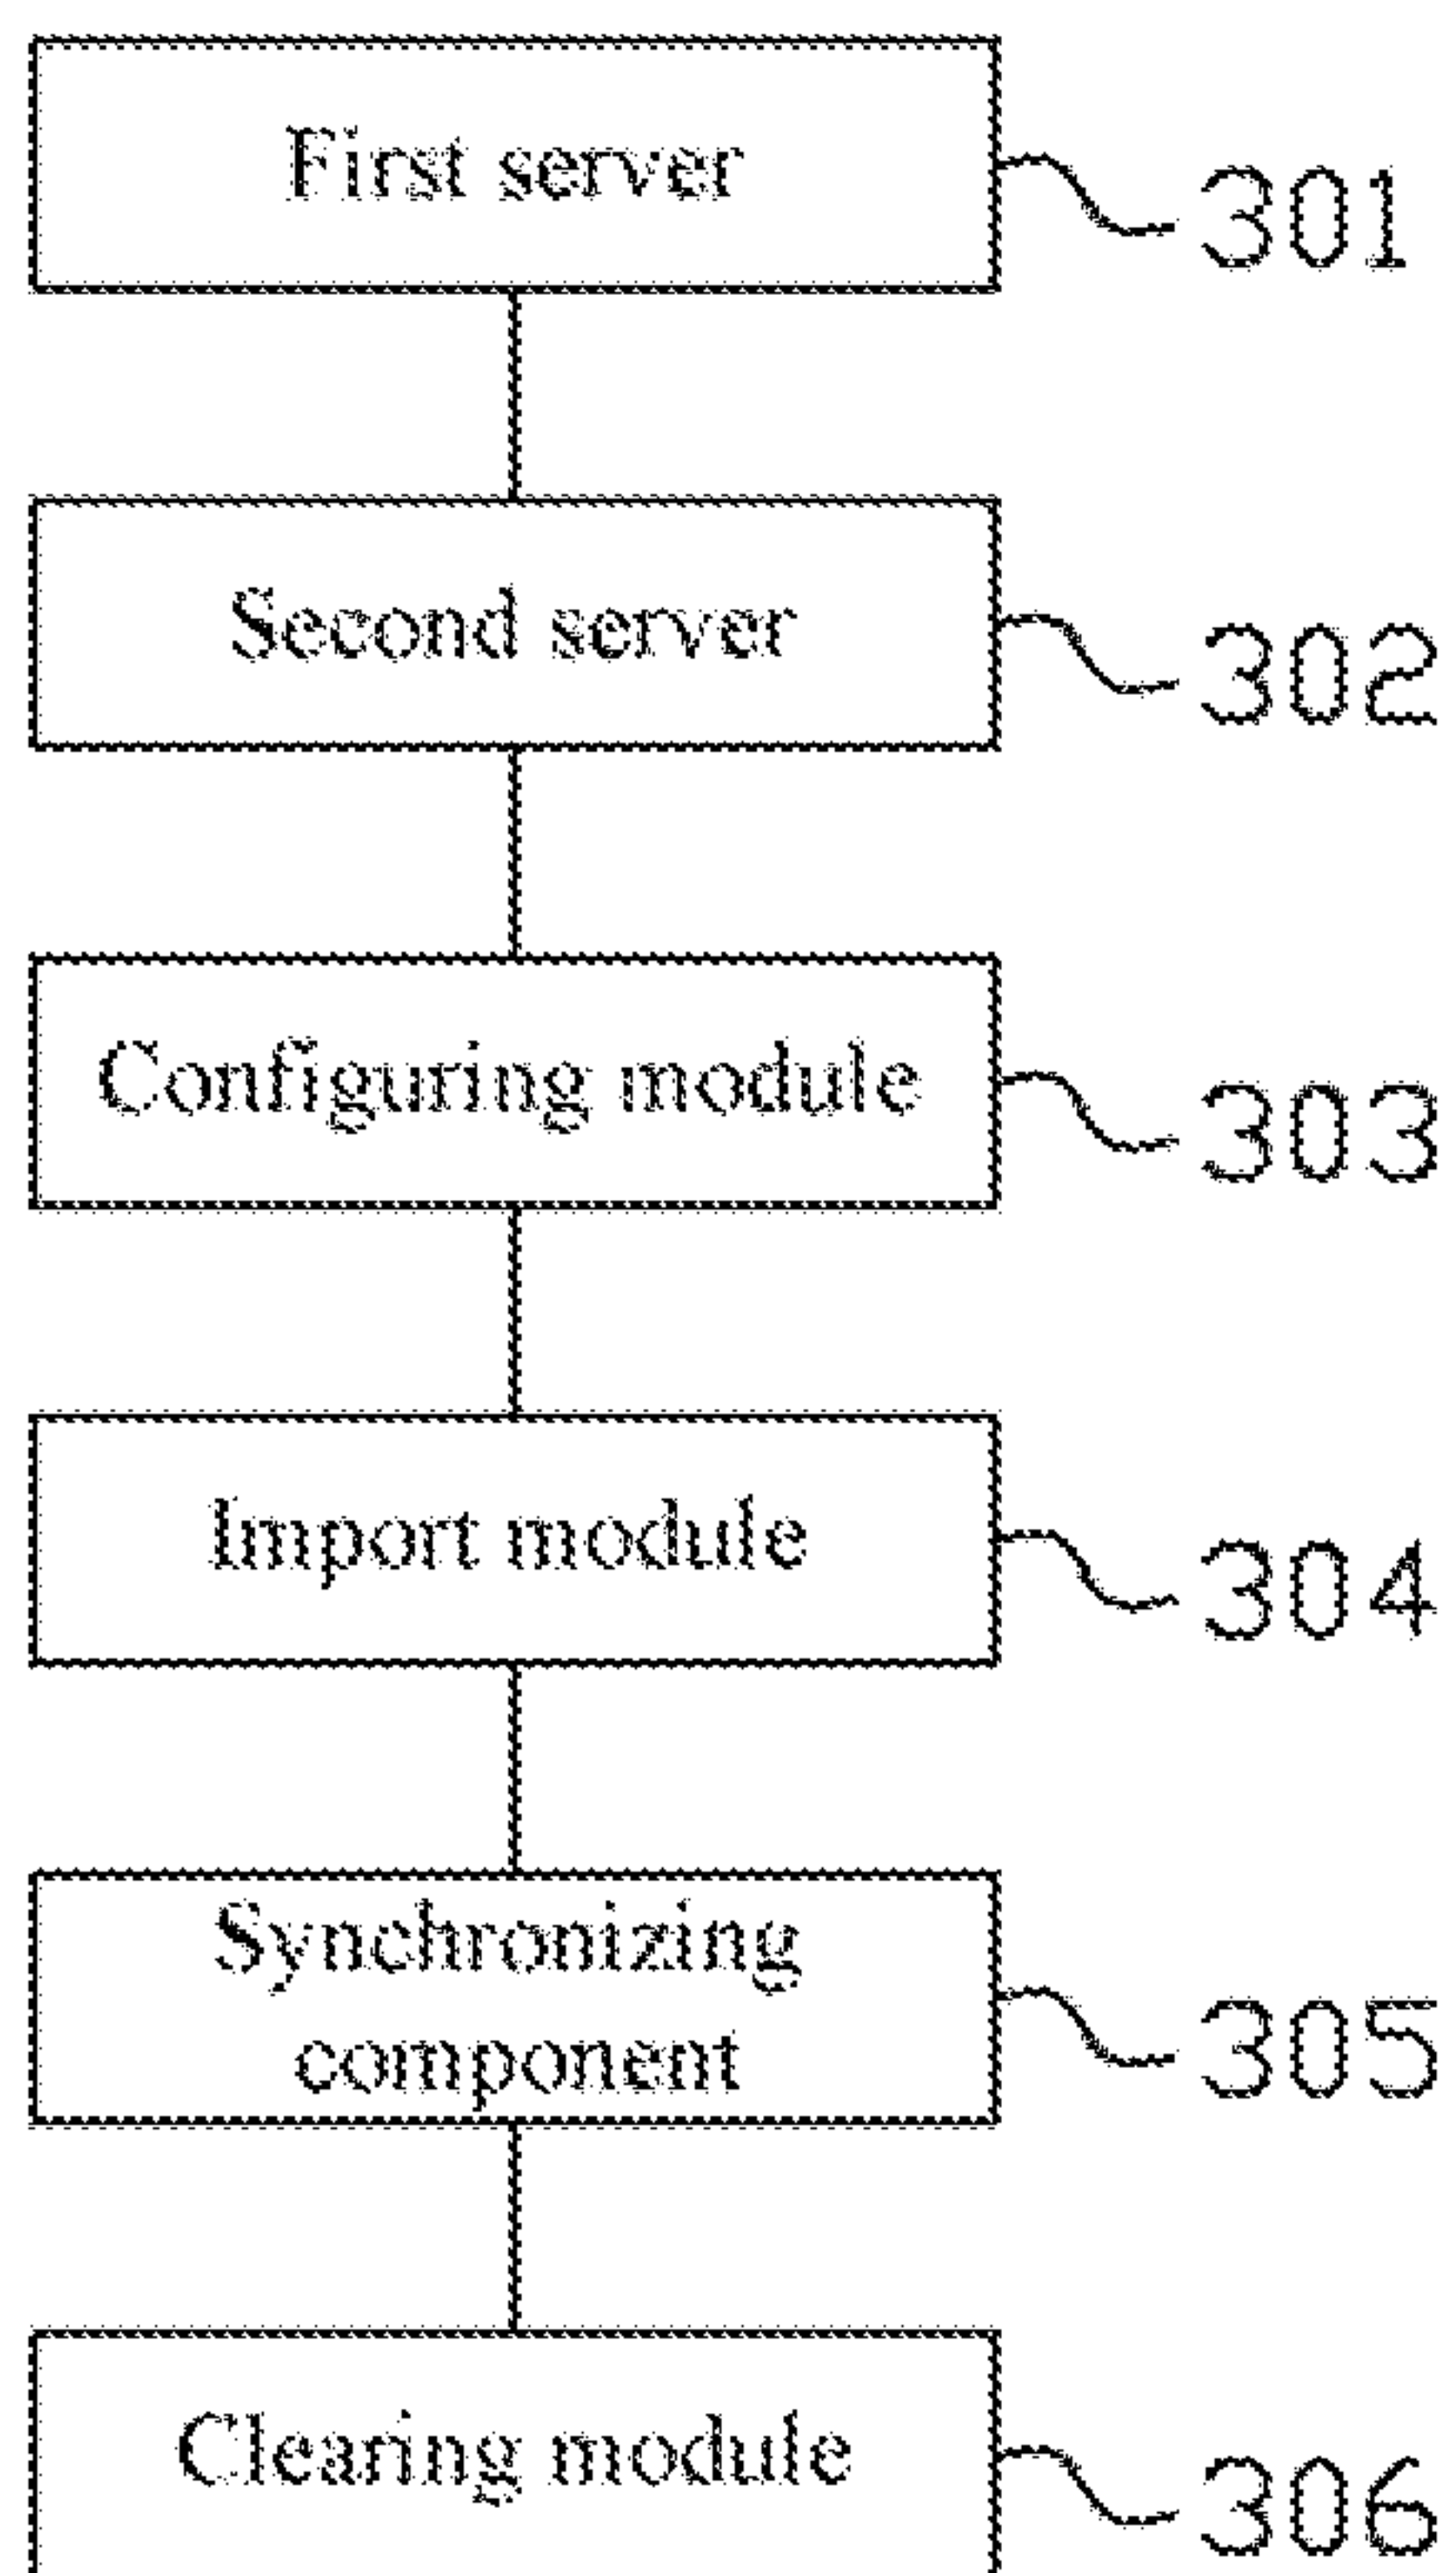 First server
301
Second server
302
Configuring module
303
Import module
304
Synchronizing
component
305
Clearing module
306